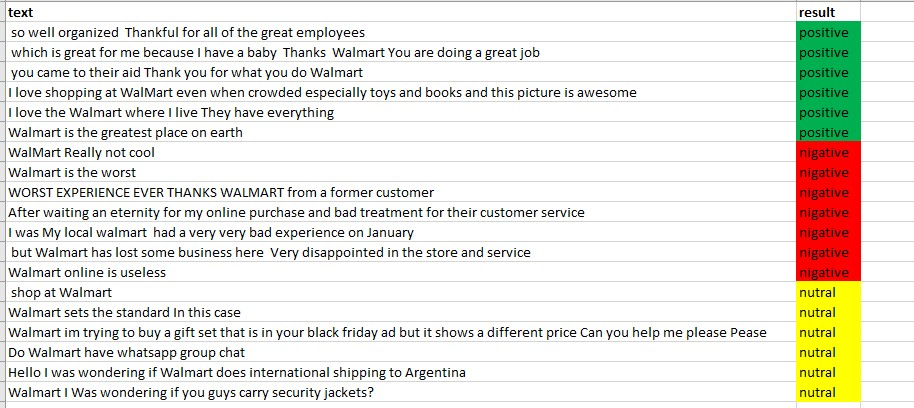 text result
so well organized  Thankful for all of the great employees positive
which is great for me because I have a baby  Thanks  Walmart You are doing a great job positive
you came to their aid Thank you for what you do Walmart positive
I love shopping at WalMart even when crowded especially toys and books and this picture is awesome positive
I love the Walmart where I live They have everything positive
Walmart is the greatest place on earth positive
WalMart Really not cool nigative
Walmart is the worst nigative
WORST EXPERIENCE EVER THANKS WALMART from a former customer nigative
After waiting an eternity for my online purchase and bad treatment for their customer service nigative
I was My local walmart  had a very very bad experience on January nigative
but Walmart has lost some business here  Very disappointed in the store and service nigative
Walmart online is useless nigative
shop at Walmart nutral
Walmart sets the standard In this case nutral
Walmart im trying to buy a gift set that is in your black friday ad but it shows a different price Can you help me please Pease nutral
Do Walmart have whatsapp group chat nutral
Hello I was wondering if Walmart does international shipping to Argentina nutral
Walmart I Was wondering if you guys carry security jackets? nutral